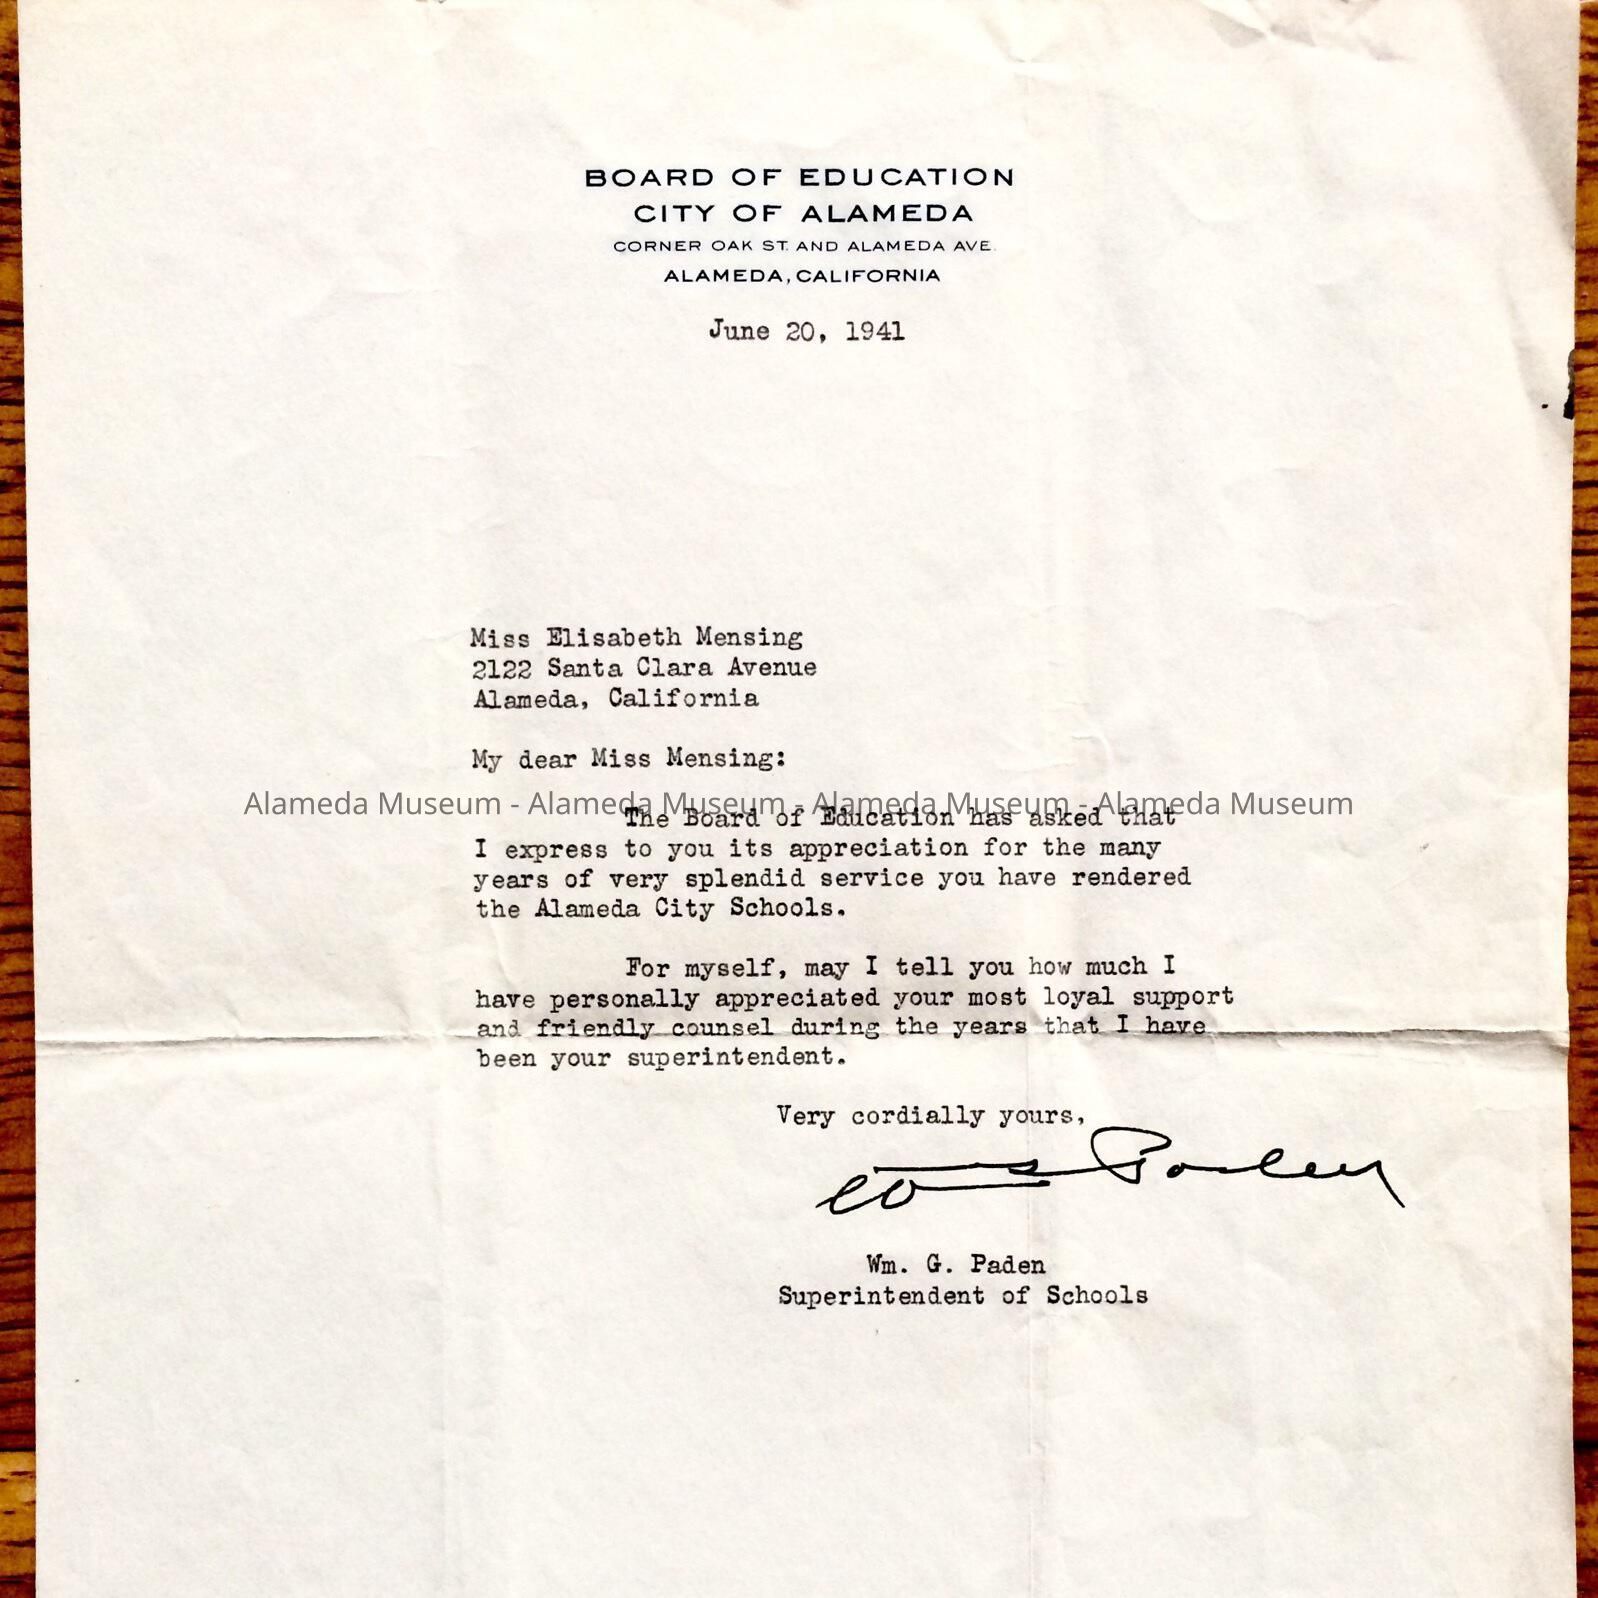 BOARD OF EDUCATION
CITY OF ALAMEDA
CORNER OAK ST. AND ALAMEDA AVE.
ALAMEDA, CALIFORNIA
June 20, 1941
Miss Elisabeth Mensing
2122 Santa Clara Avenue
Alameda, California
My dear Miss Mensing:
Alameda Museum - Alameda Museum - Alameda Museum - Alameda Museum
The Board of Education has asked that
I express to you its appreciation for the many
years of very splendid service you have rendered
the Alameda City Schools.
For myself, may I tell you how much I
have personally appreciated your most loyal support
and friendly counsel during the years that I have
been your superintendent.
Very cordially yours,
Wm G Paden
Wm. G. Paden
Superintendent of Schools